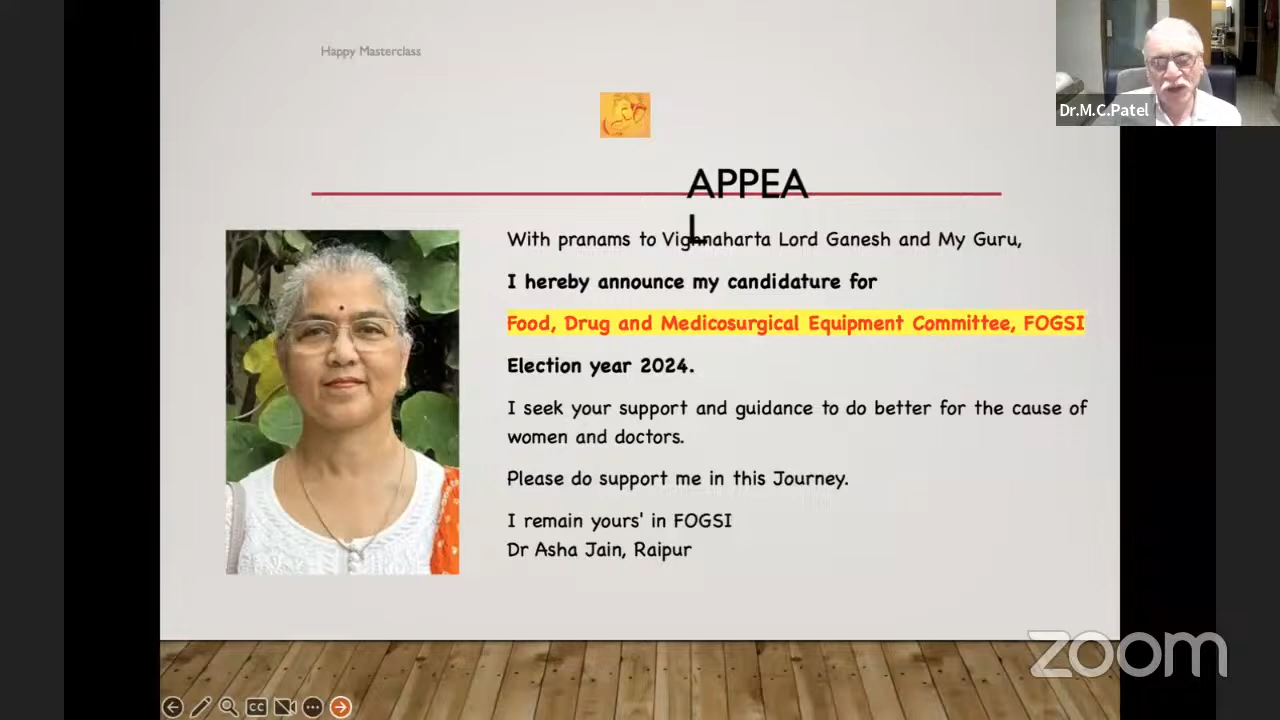 Happy Masterclass
Dr.M.C.Patel
APPEA
L
With pranams to Vighnaharta Lord Ganesh and My Guru,
I hereby announce my candidature for
Food, Drug and Medicosurgical Equipment Committee, FOGSI
Election year 2024.
I seek your support and guidance to do better for the cause of
women and doctors.
Please do support me in this Journey.
I remain yours' in FOGSI
Dr Asha Jain, Raipur
zoom
CC